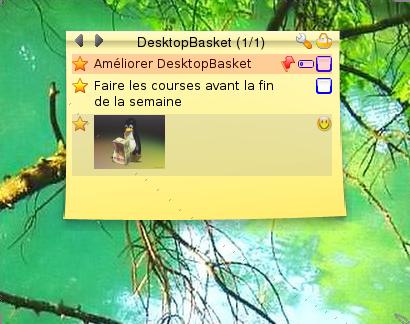 DesktopBasket (1/1)
Améliorer DesktopBasket
Faire les courses avant la fin
de la semaine